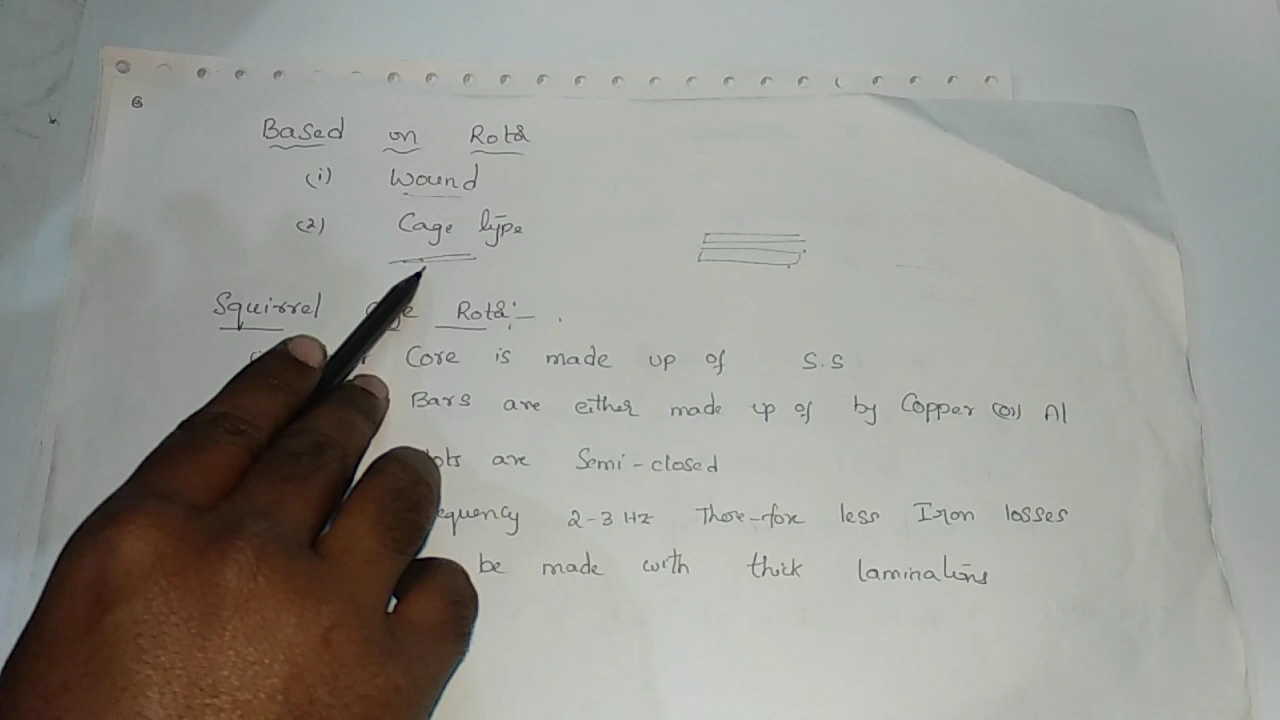 Based on Rotor
(i) Wound
(2) Cage type
Squirrel Rotor:-
Core is made up of S.S
Bars are either made up of by Copper (or) Al
are Semi-closed
2-3 Hz There-fore less Iron losses
be made with thick laminations